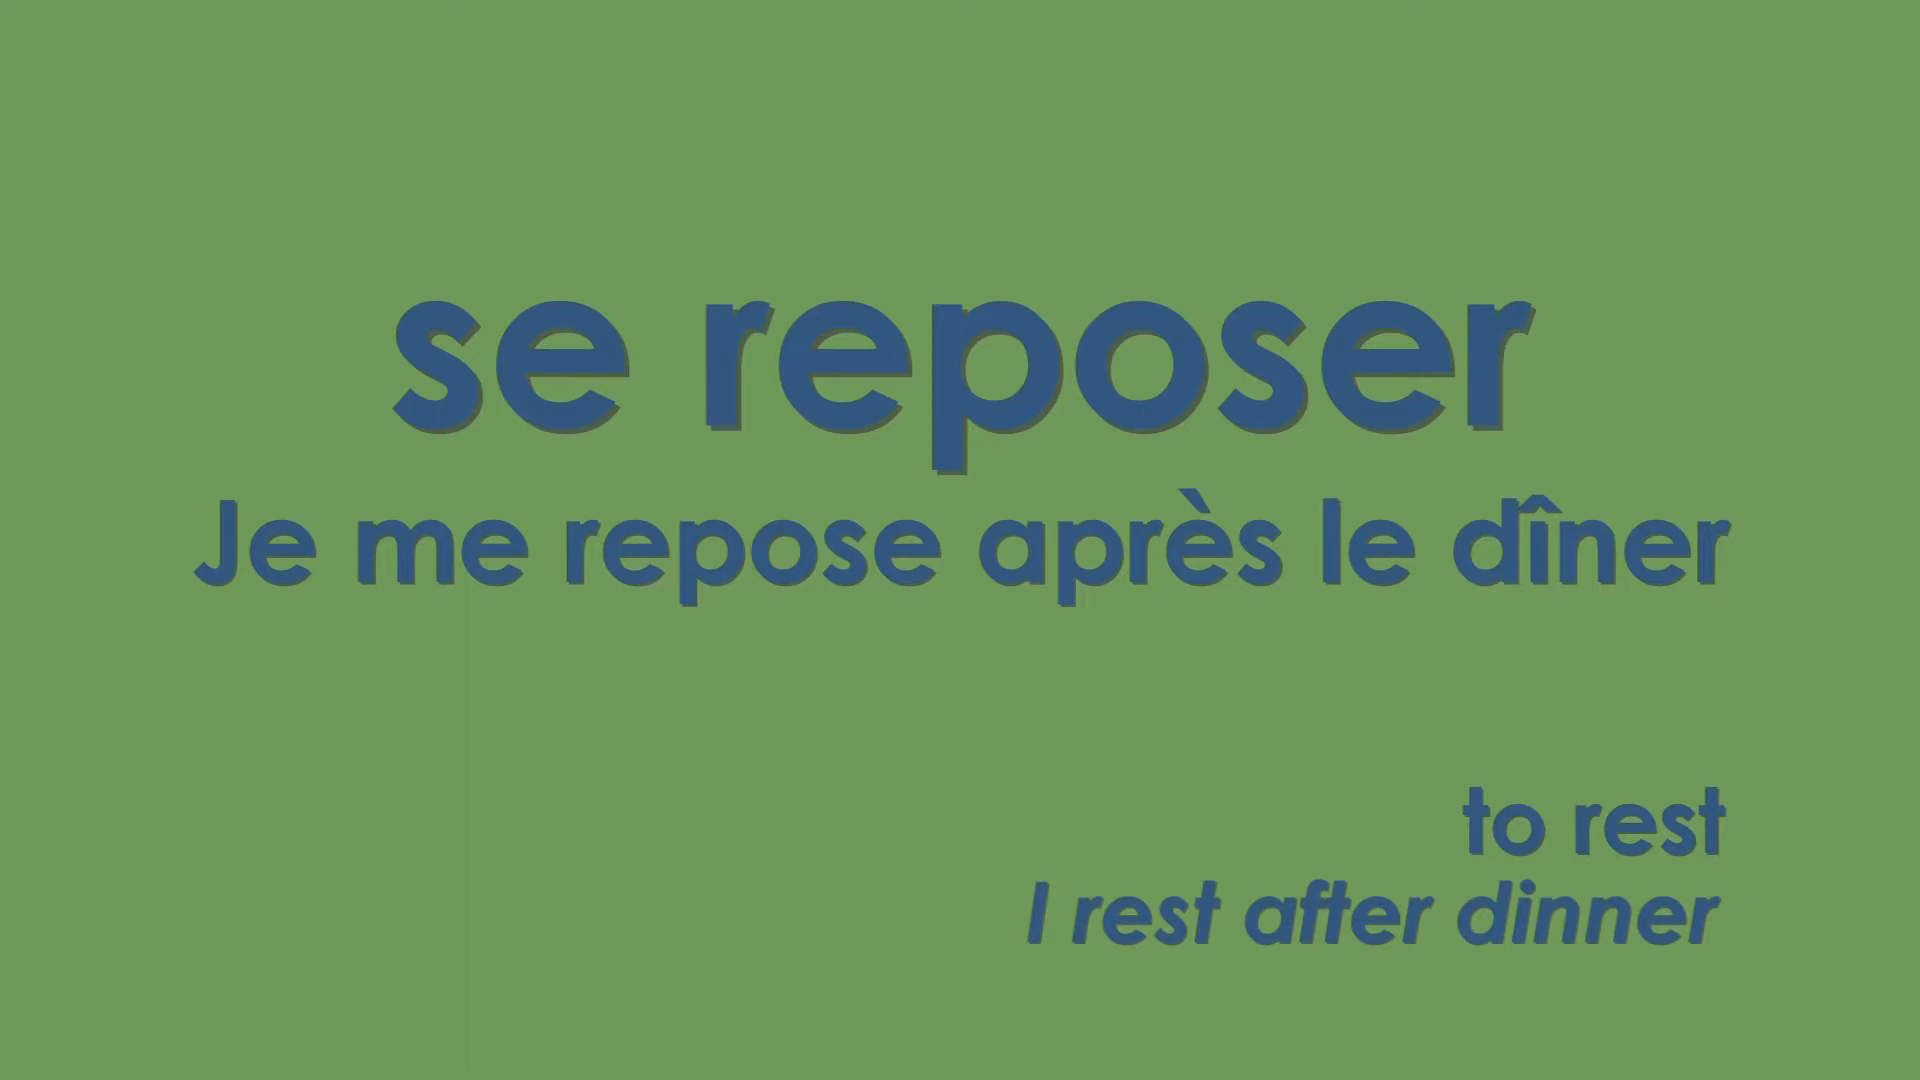 se reposer
Je me repose après le dîner
to rest
I rest after dinner